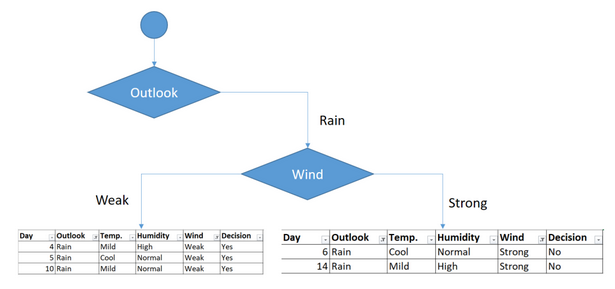 Outlook
Rain
Wind
Weak
Strong
Day Outlook Temp. Humidity Wind Decision
4 Rain Mild High Weak Yes
5 Rain Cool Normal Weak Yes
10 Rain Mild Normal Weak Yes
Day Outlook Temp. Humidity Wind Decision
6 Rain Cool Normal Strong No
14 Rain Mild High Strong No